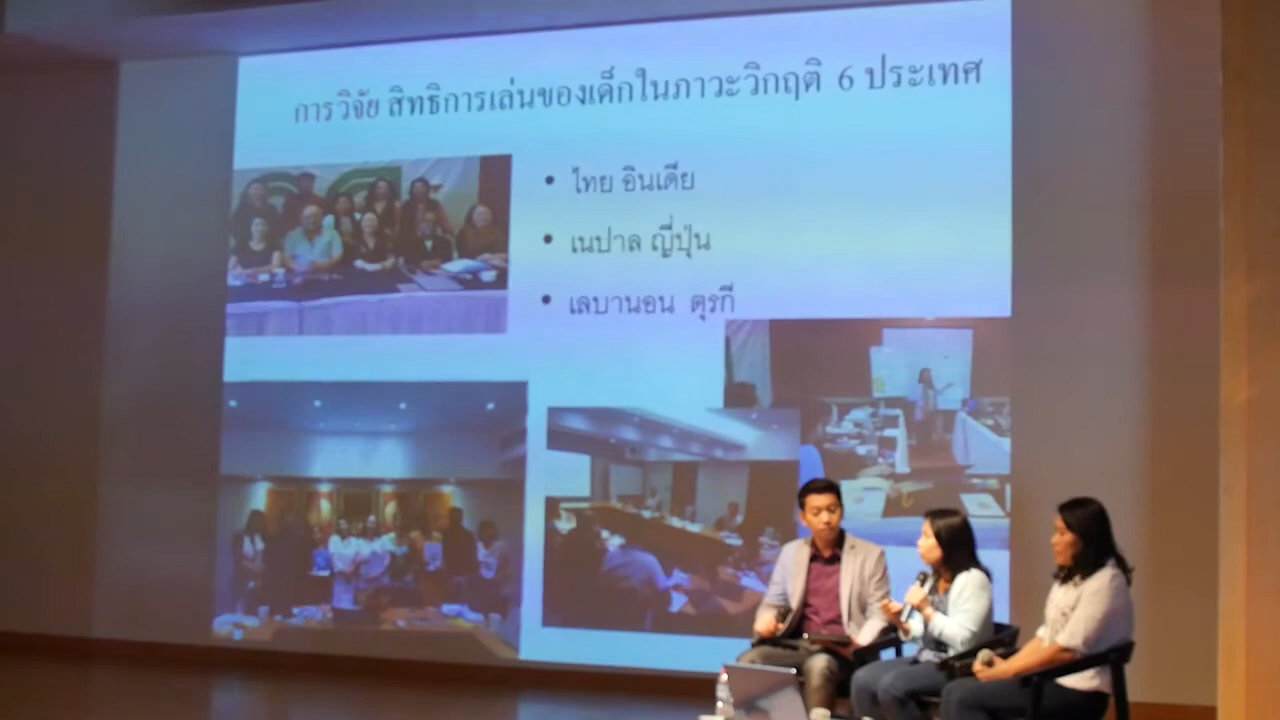 การวิจัย สิทธิการเล่นของเด็กในภาวะวิกฤติ 6 ประเทศ
• ไทย อินเดีย
• เนปาล ญี่ปุ่น
• เลบานอน ตุรกี